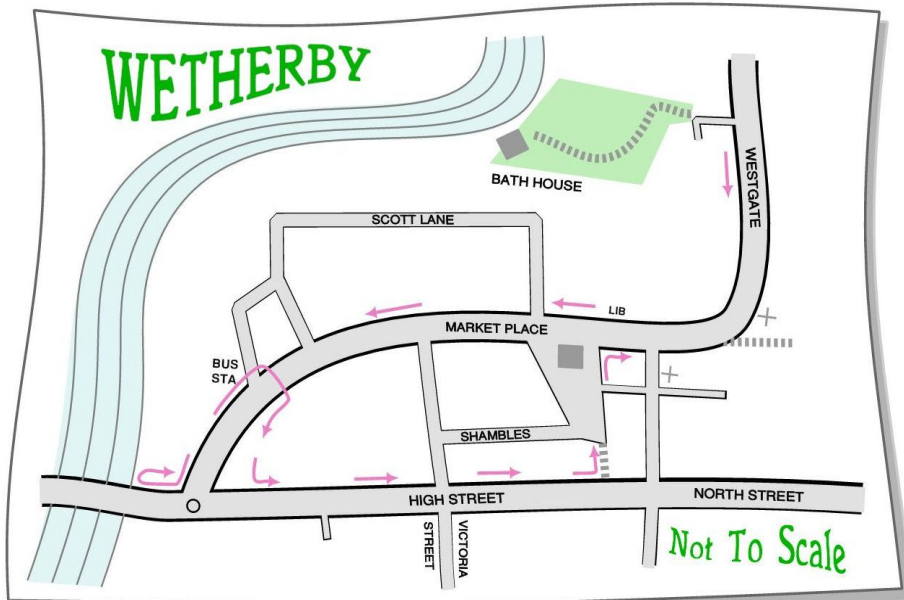 WETHERBY
BATH HOUSE
WESTGATE
SCOTT LANE
LIB
MARKET PLACE
BUS
STA
SHAMBLES
HIGH STREET
NORTH STREET
VICTORIA
STREET
Not To Scale